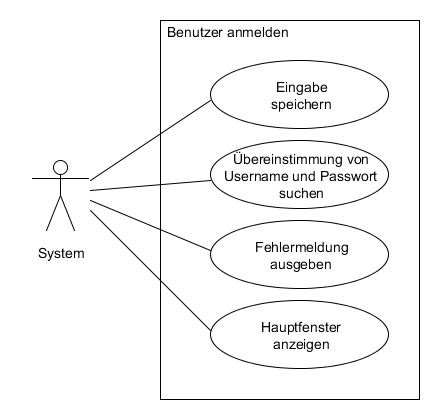 Benutzer anmelden
Eingabe
speichern
Übereinstimmung von
Username und Passwort
suchen
Fehlermeldung
ausgeben
System
Hauptfenster
anzeigen